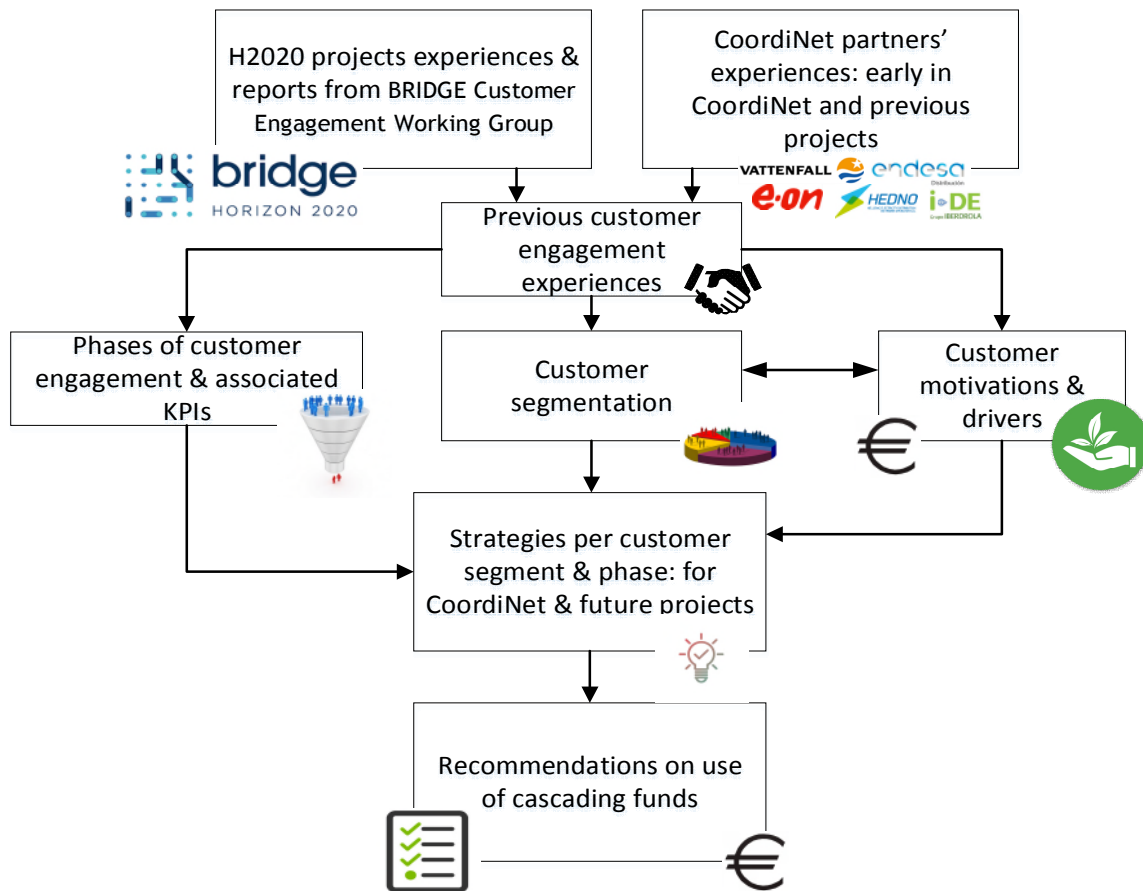 H2020 projects experiences &
reports from BRIDGE Customer
Engagement Working Group
CoordiNet partners’
experiences: early in
CoordiNet and previous
projects
bridge
HORIZON 2020
VATTENFALL
endesa
Distribución
e·on
HEDNO
i-DE
Grupo IBERDROLA
Previous customer
engagement
experiences
Phases of customer
engagement & associated
KPIs
Customer
segmentation
Customer
motivations &
drivers
€
Strategies per customer
segment & phase: for
CoordiNet & future projects
Recommendations on use
of cascading funds
€